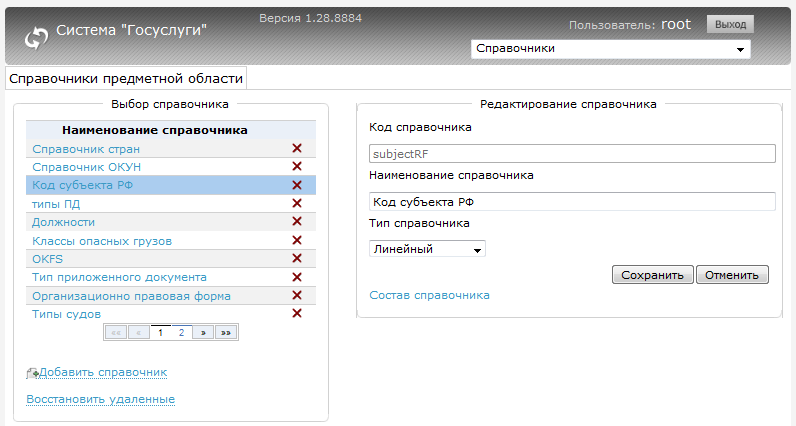 Система "Госуслуги"
Версия 1.28.8884
Пользователь: root
Выход
Справочники
Справочники предметной области
Выбор справочника
Наименование справочника
Справочник стран
Справочник ОКУН
Код субъекта РФ
типы ПД
Должности
Классы опасных грузов
OKFS
Тип приложенного документа
Организационно правовая форма
Типы судов
«« « 1 2 » »»
Добавить справочник
Восстановить удаленные
Редактирование справочника
Код справочника
subjectRF
Наименование справочника
Код субъекта РФ
Тип справочника
Линейный
Сохранить Отменить
Состав справочника